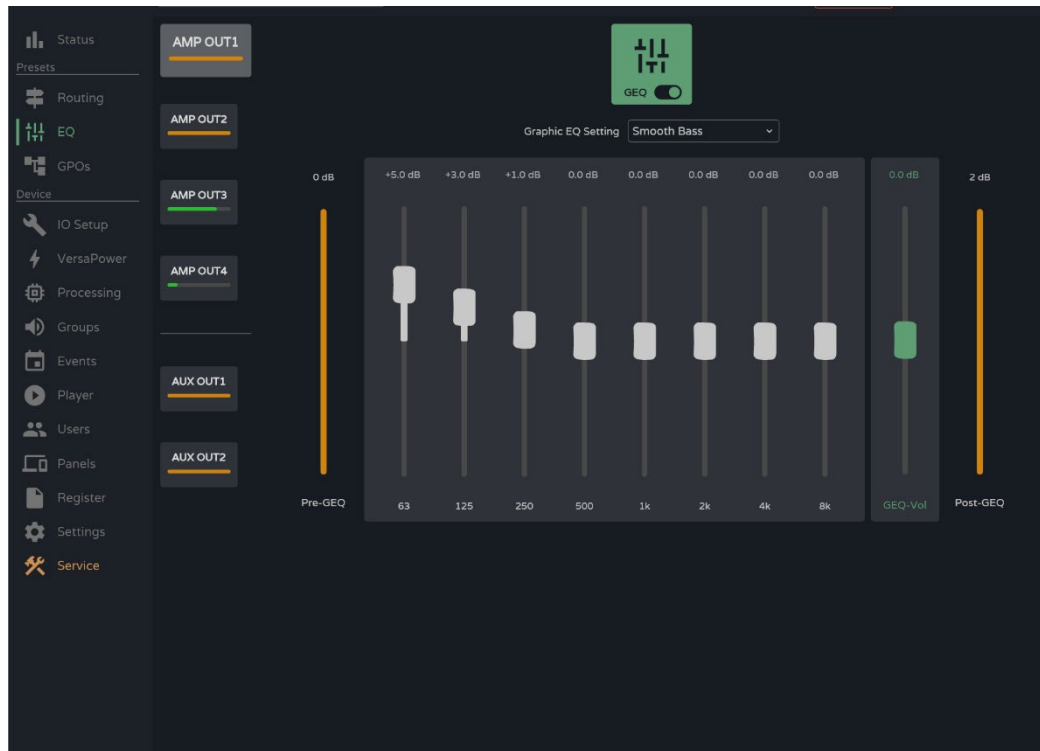 Status
Presets
Routing
EQ
GPOs
Device
IO Setup
VersaPower
Processing
Groups
Events
Player
Users
Panels
Register
Settings
Service
AMP OUT1
AMP OUT2
AMP OUT3
AMP OUT4
AUX OUT1
AUX OUT2
GEQ
Graphic EQ Setting Smooth Bass
0 dB +5.0 dB +3.0 dB +1.0 dB 0.0 dB 0.0 dB 0.0 dB 0.0 dB 0.0 dB 0.0 dB 2 dB
Pre-GEQ 63 125 250 500 1k 2k 4k 8k GEQ-Vol Post-GEQ